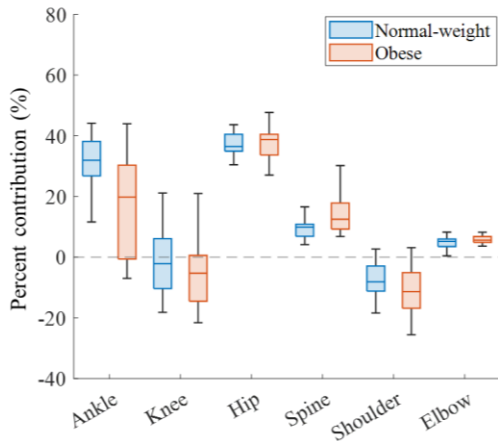 80
60
40
20
0
-20
-40
Percent contribution (%)
Normal-weight
Obese
Ankle
Knee
Hip
Spine
Shoulder
Elbow